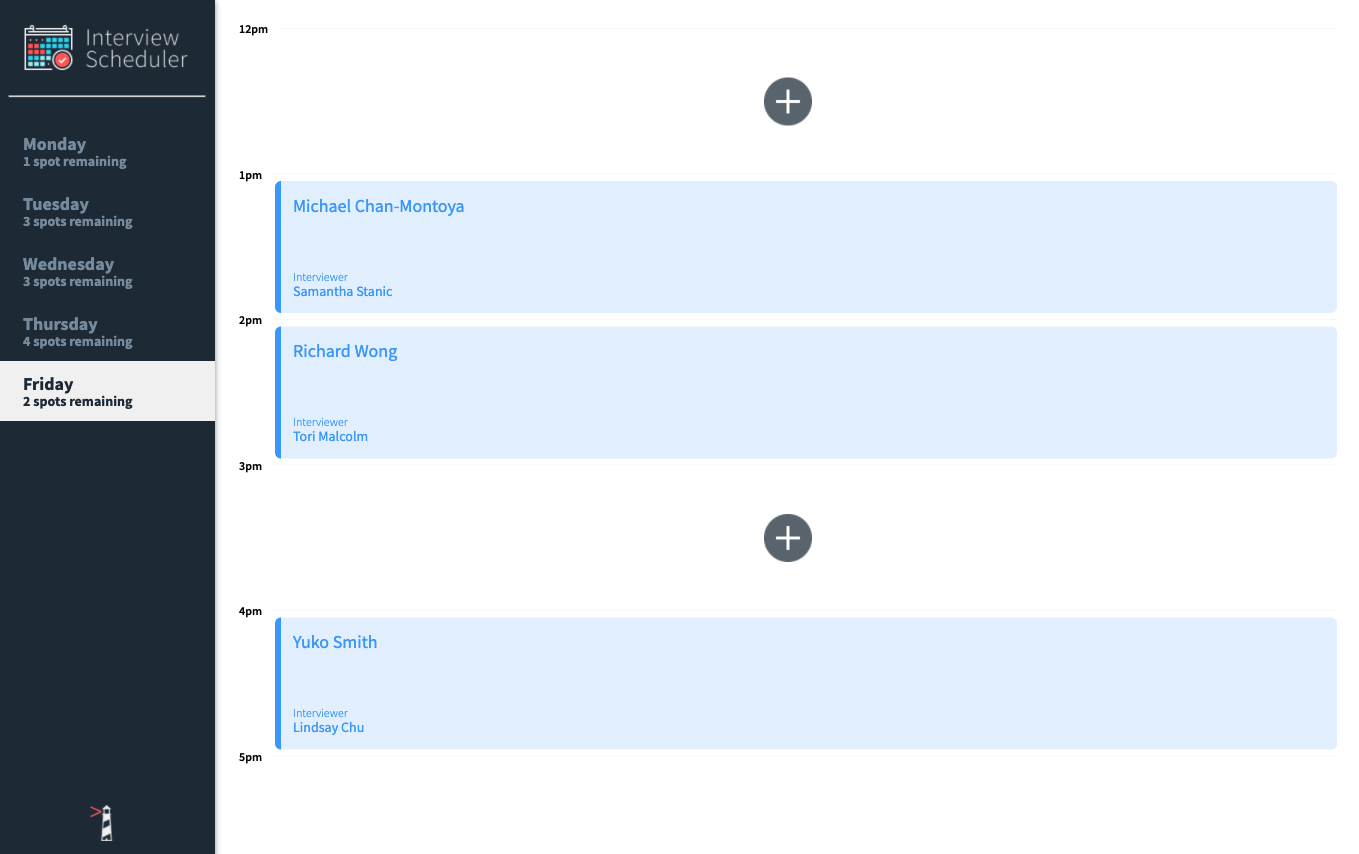 Interview
Scheduler
Monday
1 spot remaining
Tuesday
3 spots remaining
Wednesday
3 spots remaining
Thursday
4 spots remaining
Friday
2 spots remaining
12pm
1pm
Michael Chan-Montoya
Interviewer
Samantha Stanic
2pm
Richard Wong
Interviewer
Tori Malcolm
3pm
4pm
Yuko Smith
Interviewer
Lindsay Chu
5pm